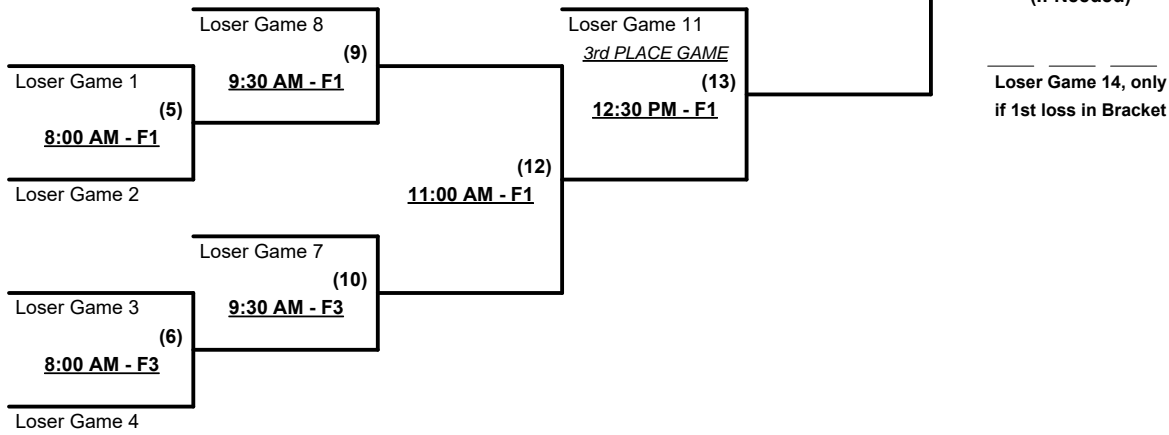 Loser Game 8
Loser Game 11
(9)
3rd PLACE GAME
Loser Game 1
9:30 AM - F1
(13)
Loser Game 14, only
(5)
12:30 PM - F1
if 1st loss in Bracket
8:00 AM - F1
(12)
Loser Game 2
11:00 AM - F1
Loser Game 7
(10)
Loser Game 3
9:30 AM - F3
(6)
8:00 AM - F3
Loser Game 4